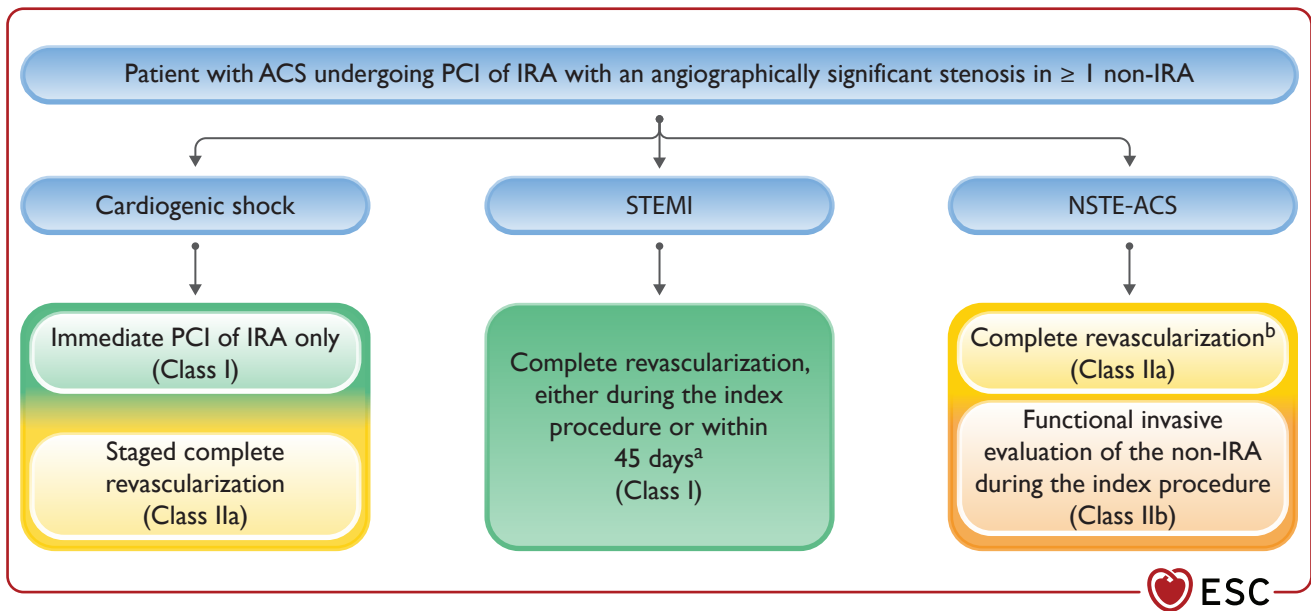 Patient with ACS undergoing PCI of IRA with an angiographically significant stenosis in ≥ 1 non-IRA
Cardiogenic shock
STEMI
NSTE-ACS
Immediate PCI of IRA only
(Class I)
Staged complete
revascularization
(Class IIa)
Complete revascularization,
either during the index
procedure or within
45 days^a
(Class I)
Complete revascularization^b
(Class IIa)
Functional invasive
evaluation of the non-IRA
during the index procedure
(Class IIb)
ESC